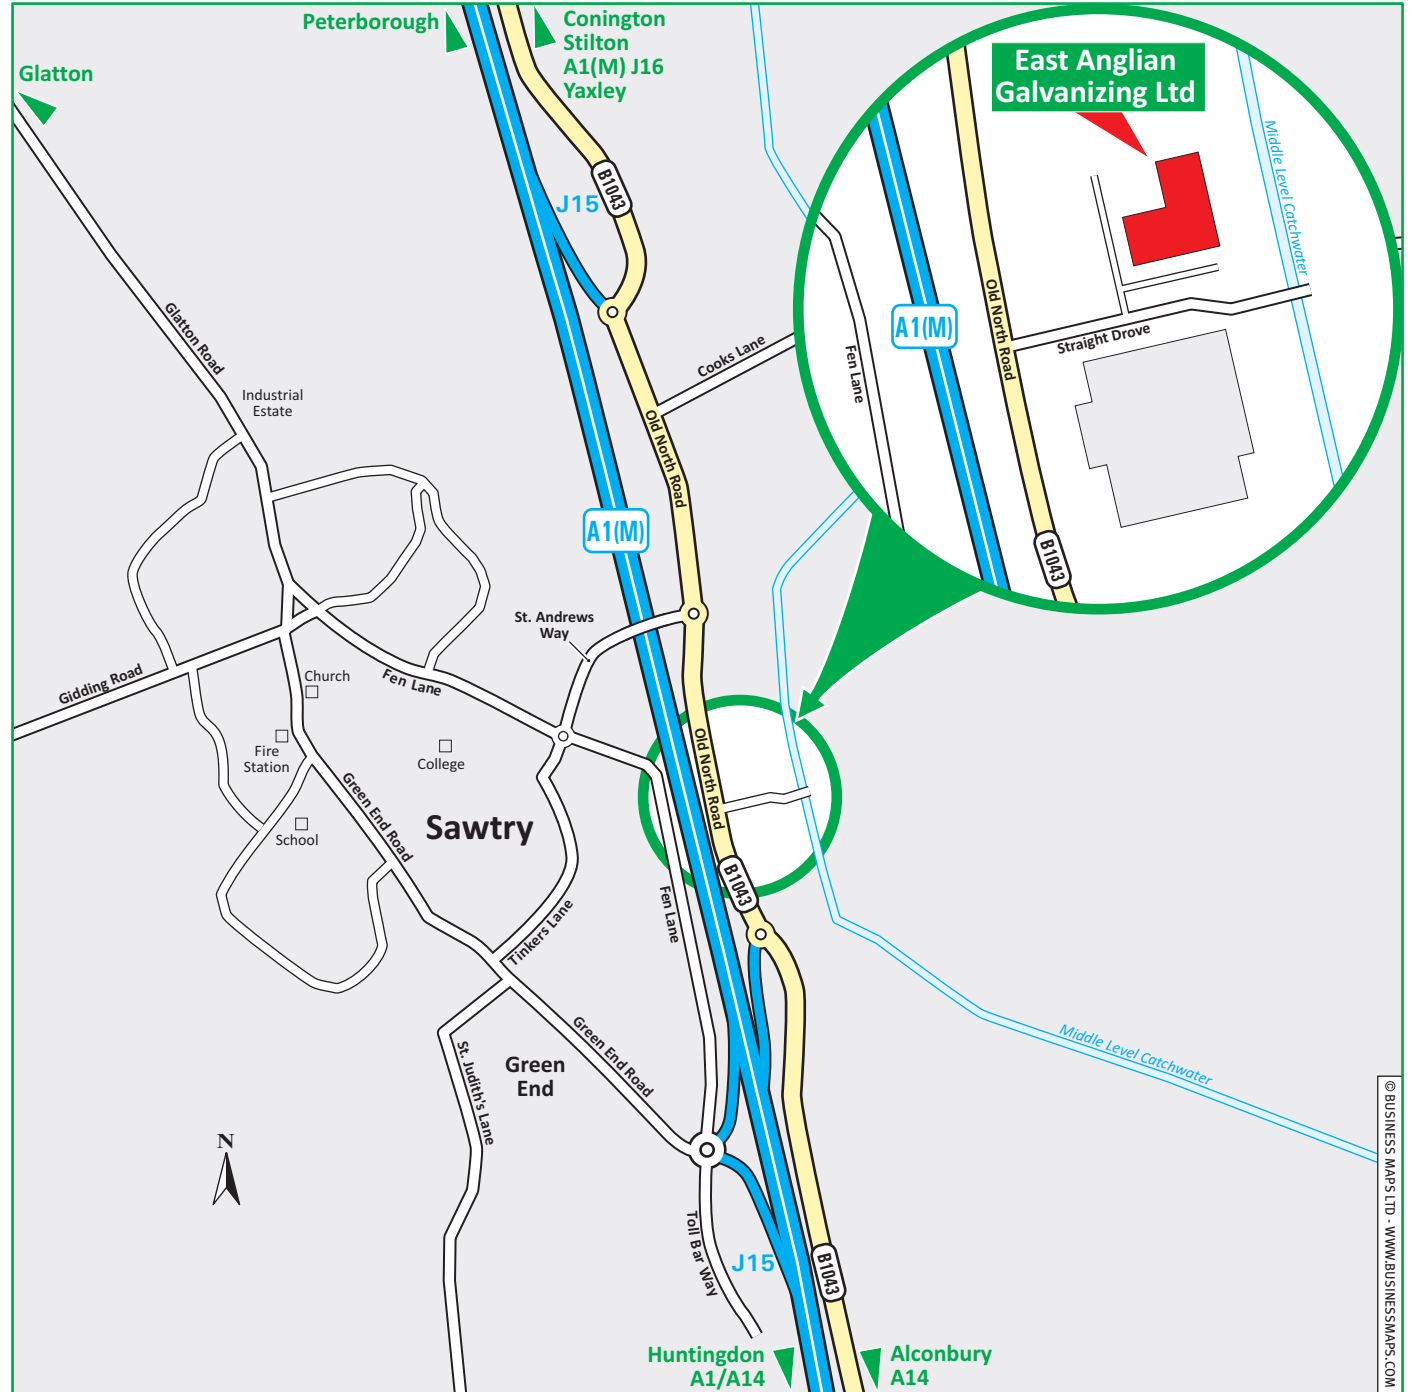 Peterborough
Conington
Stilton
A1(M) J16
Yaxley
Glatton
East Anglian
Galvanizing Ltd
Middle Level Catchwater
B1043
J15
Old North Road
A1(M)
Straight Drove
Fen Lane
B1043
Glatton Road
Cooks Lane
Industrial
Estate
Old North Road
A1(M)
St. Andrews
Way
Gidding Road
Church
Fen Lane
Fire
Station
College
Old North Road
Green End Road
School
Sawtry
B1043
Fen Lane
Tinkers Lane
Green End Road
St. Judith's Lane
Green
End
Middle Level Catchwater
N
Toll Bar Way
J15
B1043
Huntingdon
A1/A14
Alconbury
A14
© BUSINESS MAPS LTD - WWW.BUSINESSMAPS.COM